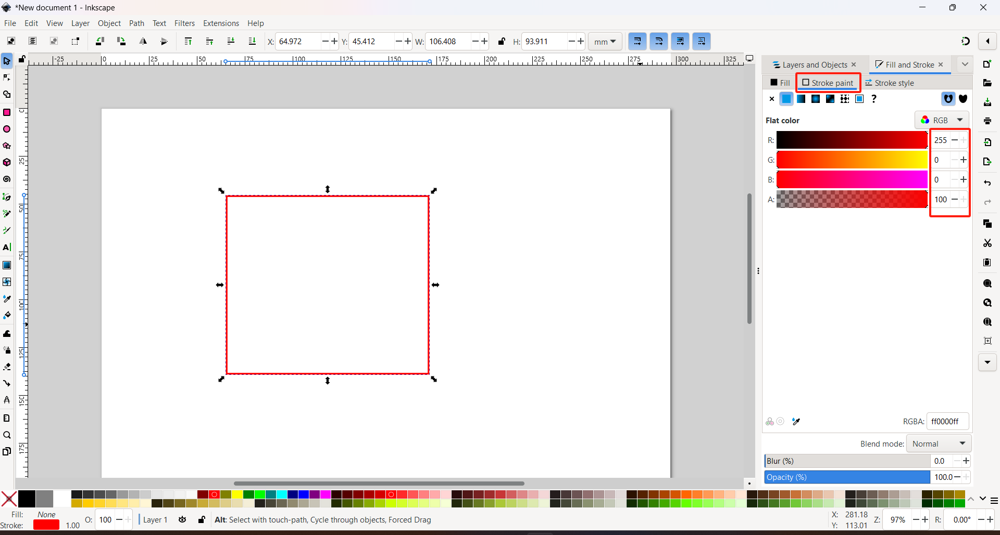 *New document 1 - Inkscape
File Edit View Layer Object Path Text Filters Extensions Help
X: 64.972 Y: 45.412 W: 106.408 H: 93.911 mm
-25 0 25 50 75 100 125 150 175 200 225 250 275 300 325
Layers and Objects Fill and Stroke
Fill Stroke paint Stroke style
?
Flat color RGB
R: 255
G: 0
B: 0
A: 100
0
25
50
75
100
125
150
175
A
RGBA: ff0000ff
Blend mode: Normal
Blur (%) 0.0
Opacity (%) 100.0
Fill: None
Stroke: 1.00
O: 100 Layer 1 Alt: Select with touch-path, Cycle through objects, Forced Drag
X: 281.18
Y: 113.01
Z: 97% R: 0.00°